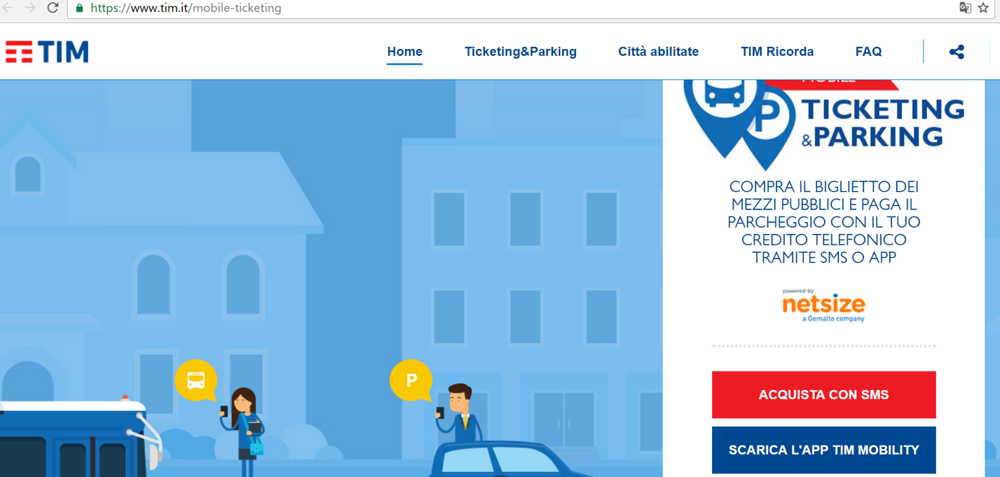 https://www.tim.it/mobile-ticketing
TIM
Home
Ticketing&Parking
Città abilitate
TIM Ricorda
FAQ
MOBILE
P
TICKETING
&PARKING
COMPRA IL BIGLIETTO DEI
MEZZI PUBBLICI E PAGA IL
PARCHEGGIO CON IL TUO
CREDITO TELEFONICO
TRAMITE SMS O APP
powered by
netsize
a Gemalto company
P
ACQUISTA CON SMS
SCARICA L'APP TIM MOBILITY